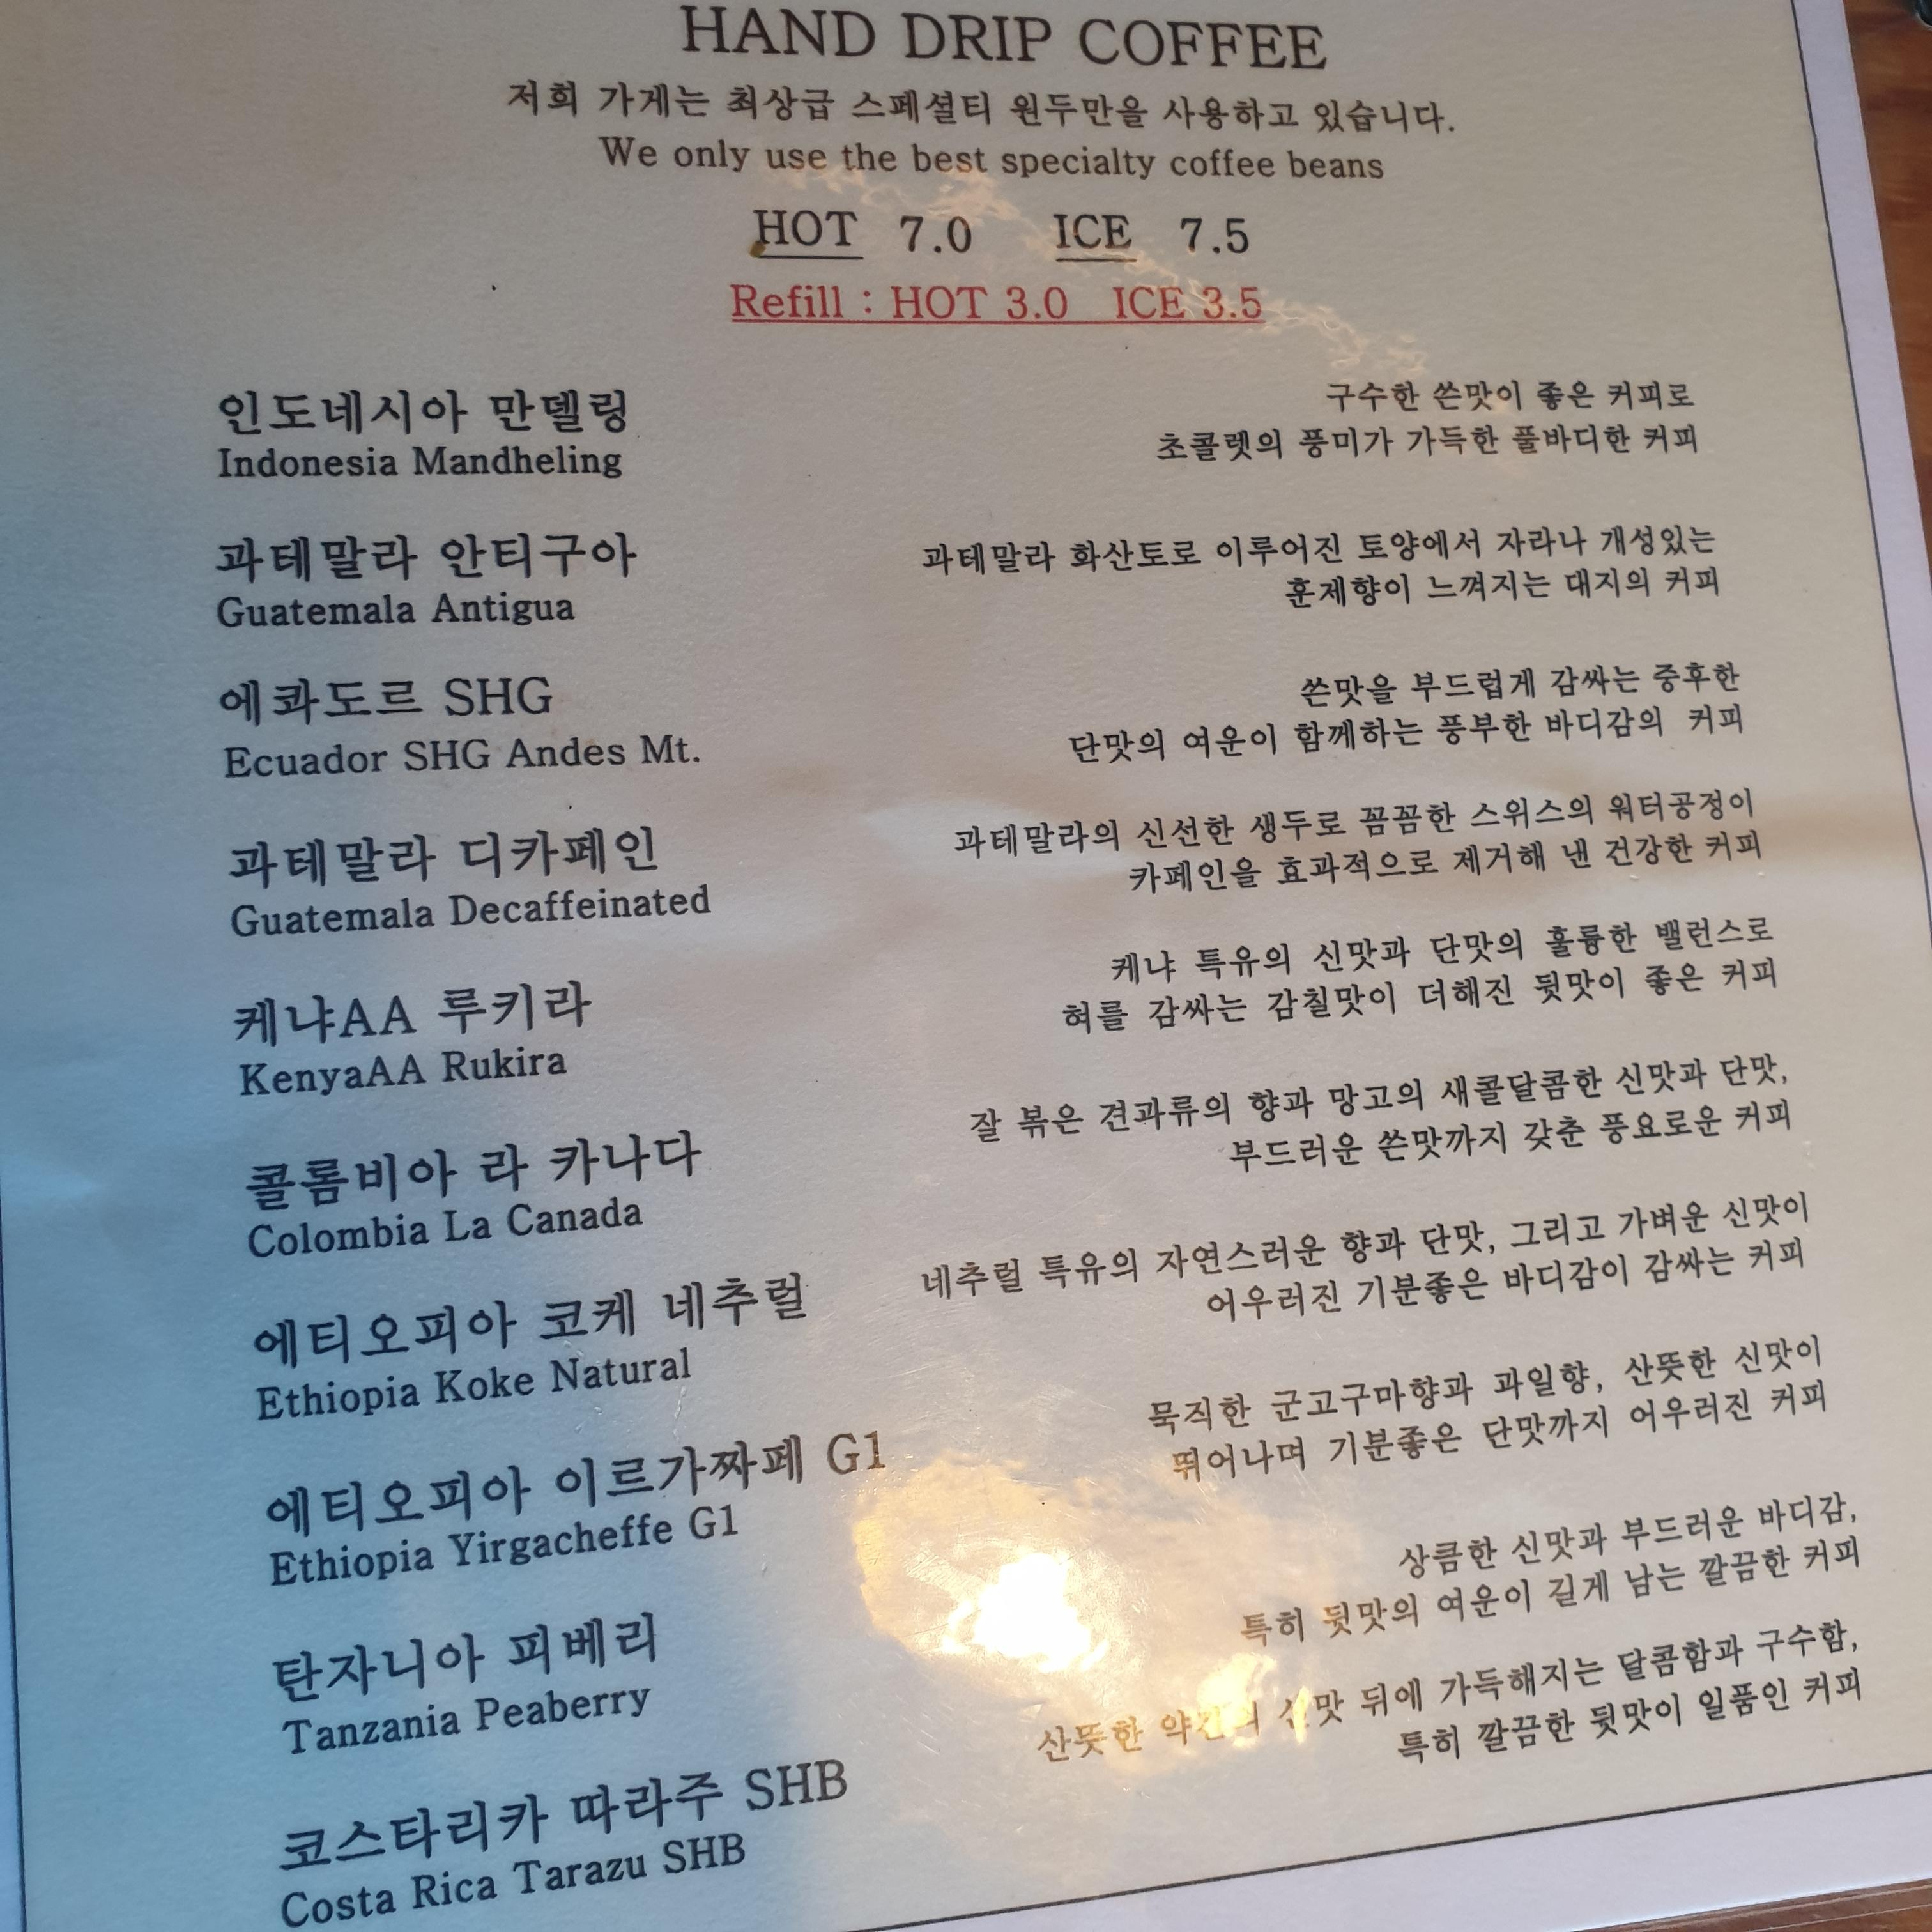 HAND DRIP COFFEE
저희 가게는 최상급 스페셜티 원두만을 사용하고 있습니다.
We only use the best specialty coffee beans
HOT 7.0 ICE 7.5
Refill : HOT 3.0 ICE 3.5
인도네시아 만델링
Indonesia Mandheling
구수한 쓴맛이 좋은 커피로
초콜렛의 풍미가 가득한 풀바디한 커피
과테말라 안티구아
Guatemala Antigua
과테말라 화산토로 이루어진 토양에서 자라나 개성있는
훈제향이 느껴지는 대지의 커피
에콰도르 SHG
Ecuador SHG Andes Mt.
쓴맛을 부드럽게 감싸는 중후한
단맛의 여운이 함께하는 풍부한 바디감의 커피
과테말라 디카페인
Guatemala Decaffeinated
과테말라의 신선한 생두로 꼼꼼한 스위스의 워터공정이
카페인을 효과적으로 제거해 낸 건강한 커피
케냐AA 루키라
KenyaAA Rukira
케냐 특유의 신맛과 단맛의 훌륭한 밸런스로
혀를 감싸는 감칠맛이 더해진 뒷맛이 좋은 커피
콜롬비아 라 카나다
Colombia La Canada
잘 볶은 견과류의 향과 망고의 새콜달콤한 신맛과 단맛,
부드러운 쓴맛까지 갖춘 풍요로운 커피
에티오피아 코케 네추럴
Ethiopia Koke Natural
네추럴 특유의 자연스러운 향과 단맛, 그리고 가벼운 신맛이
어우러진 기분좋은 바디감이 감싸는 커피
에티오피아 이르가짜페 G1
Ethiopia Yirgacheffe G1
묵직한 군고구마향과 과일향, 산뜻한 신맛이
뛰어나며 기분좋은 단맛까지 어우러진 커피
탄자니아 피베리
Tanzania Peaberry
상큼한 신맛과 부드러운 바디감,
특히 뒷맛의 여운이 길게 남는 깔끔한 커피
코스타리카 따라주 SHB
Costa Rica Tarazu SHB
산뜻한 약간의 신맛 뒤에 가득해지는 달콤함과 구수함,
특히 깔끔한 뒷맛이 일품인 커피